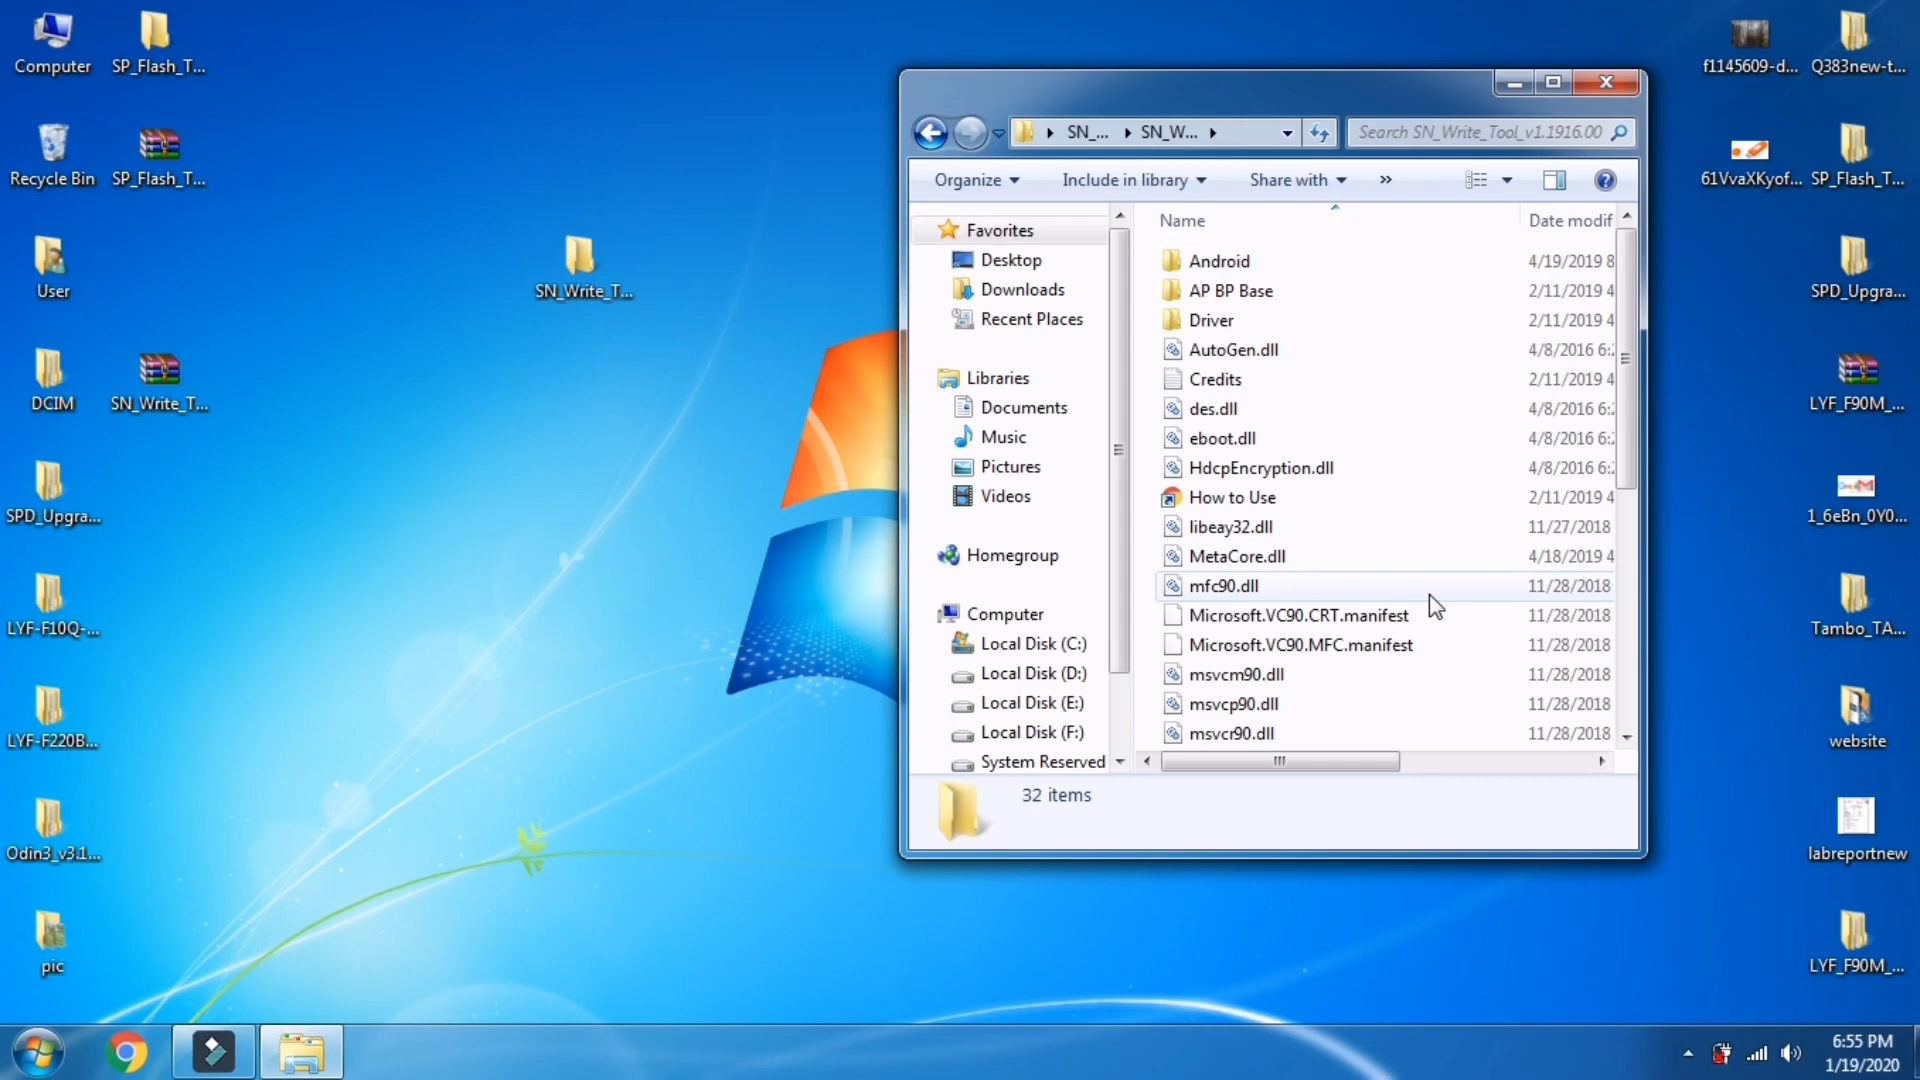 Computer
SP_Flash_T...
Recycle Bin
SP_Flash_T...
User
SN_Write_T...
DCIM
SN_Write_T...
SPD_Upgra...
LYF-F10Q-...
LYF-F220B...
Odin3_v3.1...
pic
SN_...
SN_W...
Search SN_Write_Tool_v1.1916.00
Organize
Include in library
Share with
»
Favorites
Desktop
Downloads
Recent Places
Libraries
Documents
Music
Pictures
Videos
Homegroup
Computer
Local Disk (C:)
Local Disk (D:)
Local Disk (E:)
Local Disk (F:)
System Reserved
Name Date modif
Android 4/19/2019 8
AP BP Base 2/11/2019 4
Driver 2/11/2019 4
AutoGen.dll 4/8/2016 6:
Credits 2/11/2019 4
des.dll 4/8/2016 6:
eboot.dll 4/8/2016 6:
HdcpEncryption.dll 4/8/2016 6:
How to Use 2/11/2019 4
libeay32.dll 11/27/2018
MetaCore.dll 4/18/2019 4
mfc90.dll 11/28/2018
Microsoft.VC90.CRT.manifest 11/28/2018
Microsoft.VC90.MFC.manifest 11/28/2018
msvcm90.dll 11/28/2018
msvcp90.dll 11/28/2018
msvcr90.dll 11/28/2018
32 items
f1145609-d...
Q383new-t...
61VvaXKyof...
SP_Flash_T...
SPD_Upgra...
LYF_F90M_...
1_6eBn_0Y0...
Tambo_TA...
website
labreportnew
LYF_F90M_...
6:55 PM
1/19/2020